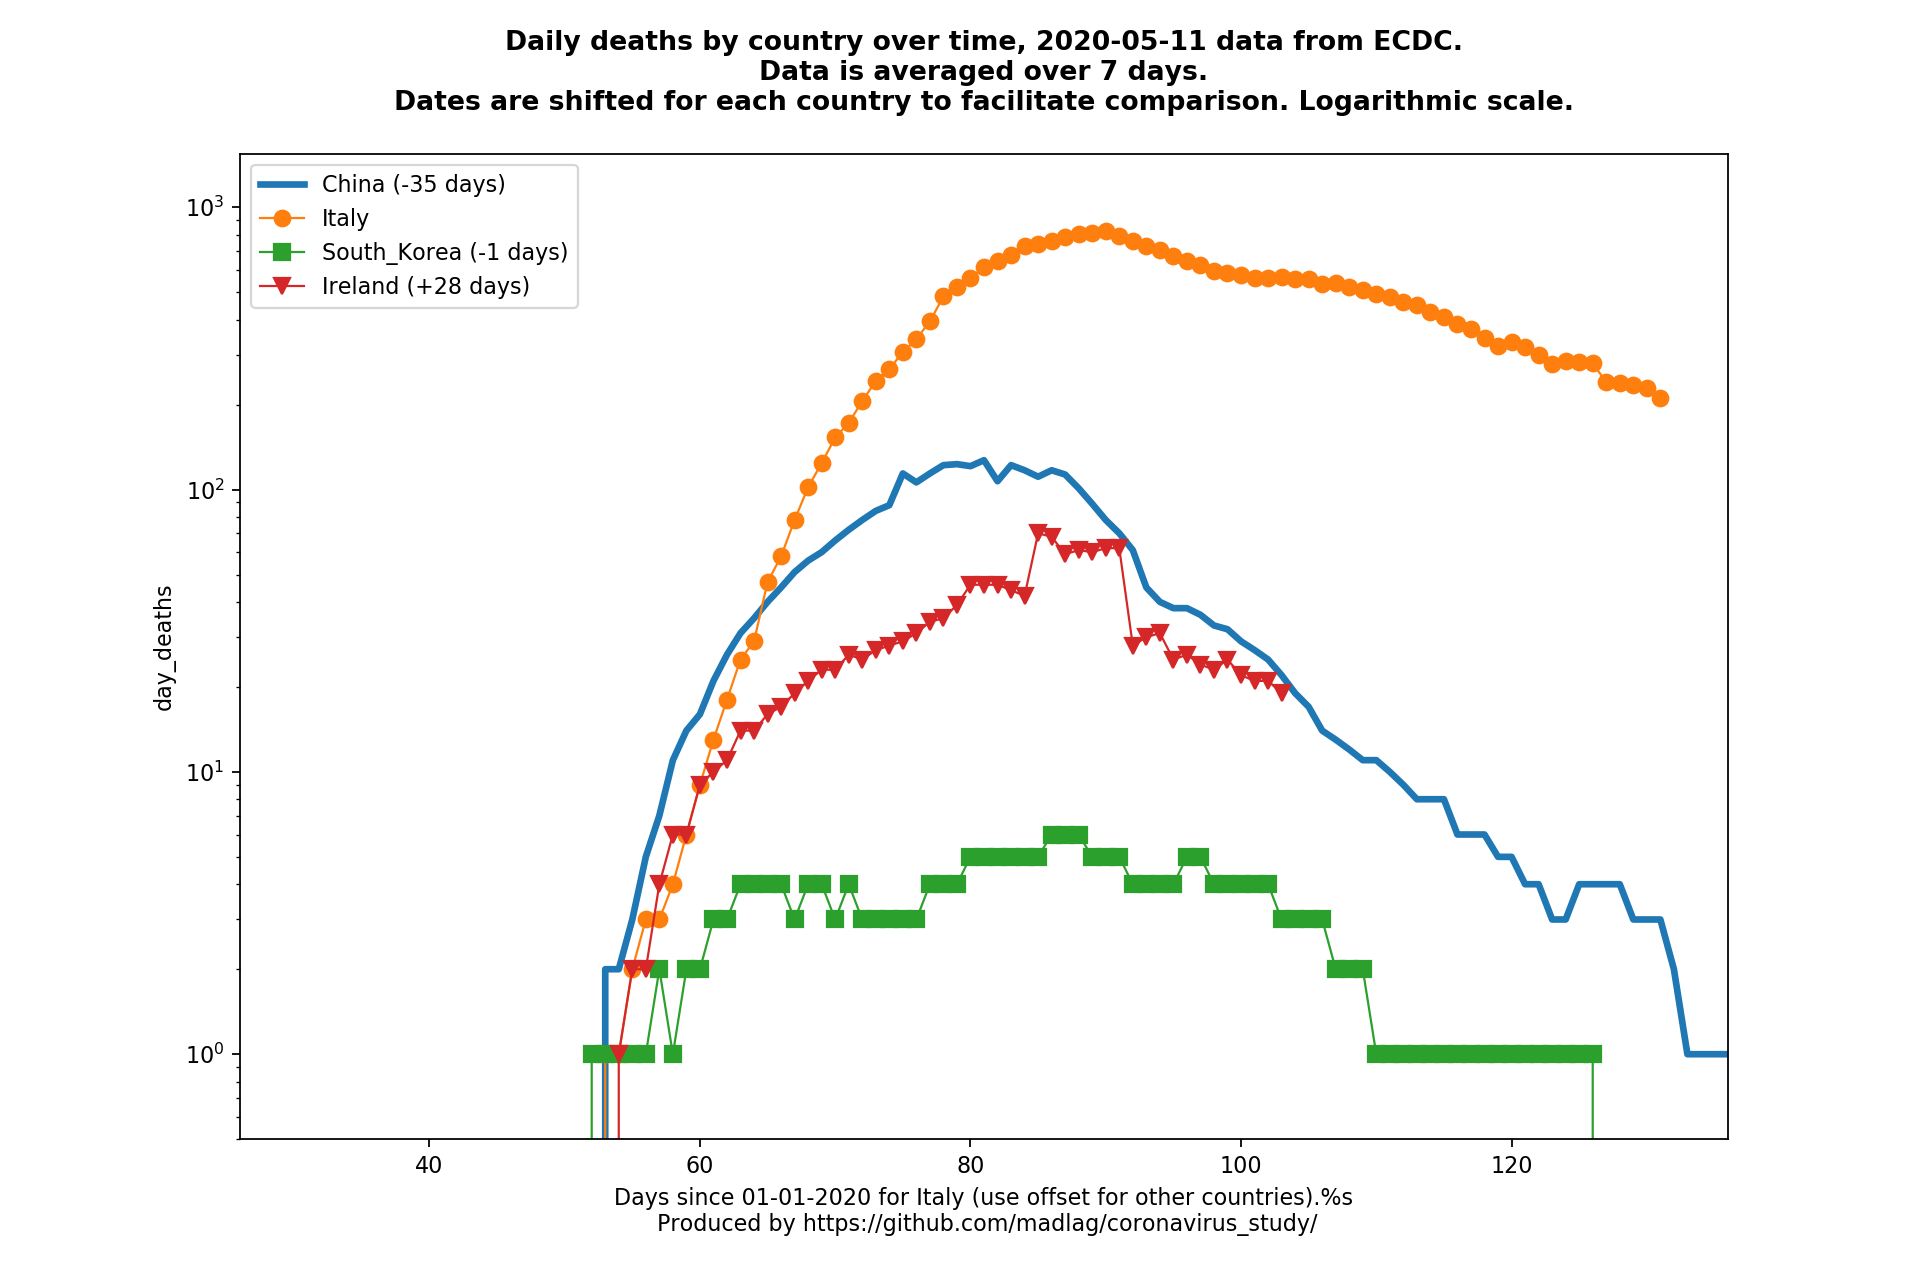 Daily deaths by country over time, 2020-05-11 data from ECDC.
Data is averaged over 7 days.
Dates are shifted for each country to facilitate comparison. Logarithmic scale.
China (-35 days)
Italy
South_Korea (-1 days)
Ireland (+28 days)
10³
10²
10¹
10⁰
day_deaths
40 60 80 100 120
Days since 01-01-2020 for Italy (use offset for other countries).%s
Produced by https://github.com/madlag/coronavirus_study/